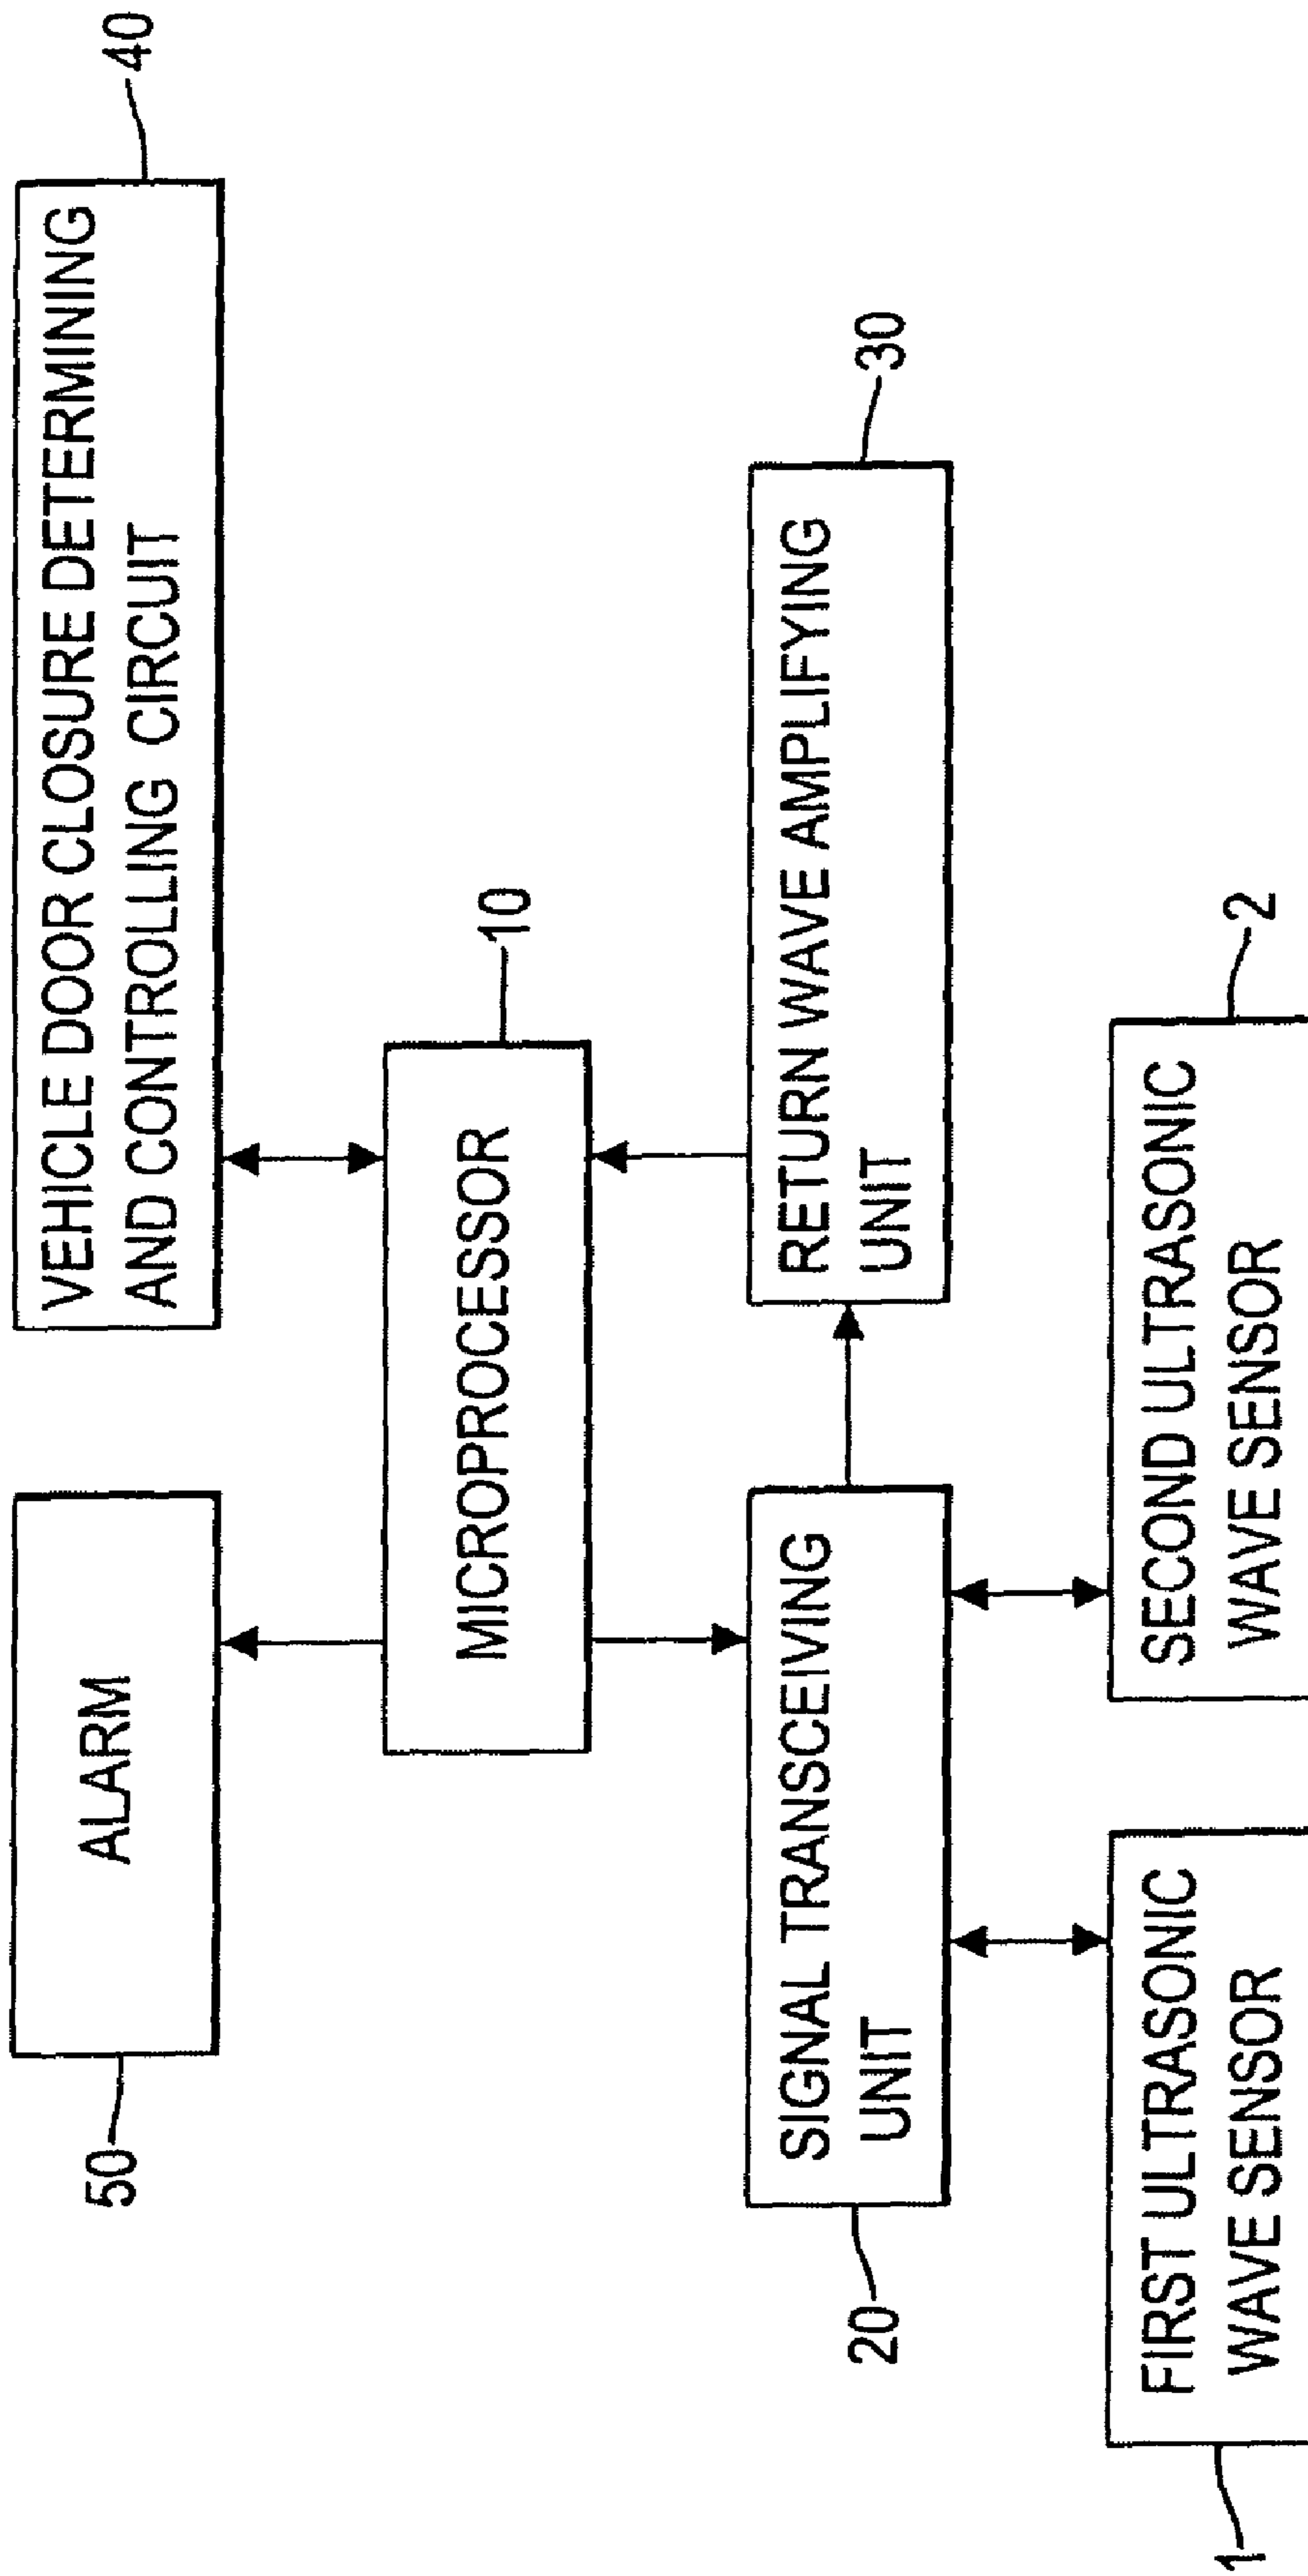 50
ALARM
VEHICLE DOOR CLOSURE DETERMINING
AND CONTROLLING CIRCUIT
40
MICROPROCESSOR
10
20
SIGNAL TRANSCEIVING
UNIT
RETURN WAVE AMPLIFYING
UNIT
30
1
FIRST ULTRASONIC
WAVE SENSOR
SECOND ULTRASONIC
WAVE SENSOR
2